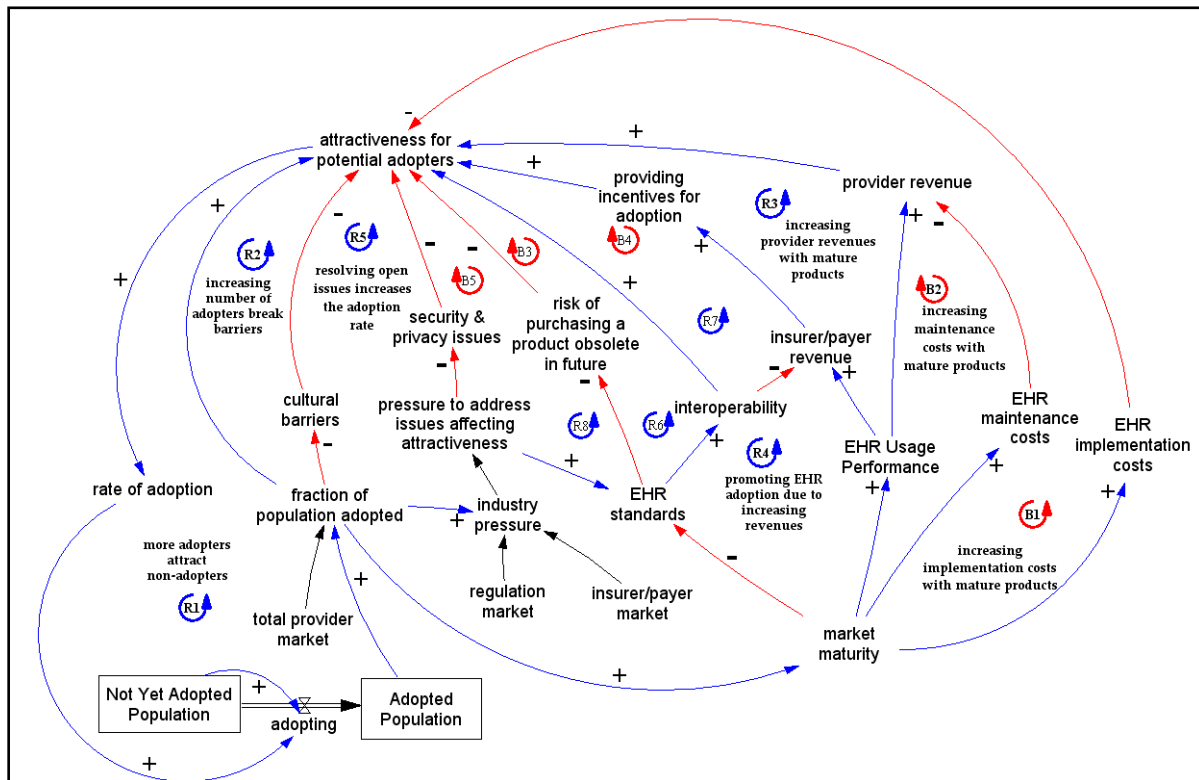 -
attractiveness for
potential adopters
+
+
providing
incentives for
adoption
provider revenue
+
-
R2
increasing
number of
adopters break
barriers
R5
resolving open
issues increases
the adoption
rate
-
-
B3
B4
R3
increasing
provider revenues
with mature
products
+
-
+
+
B5
security &
privacy issues
risk of
purchasing a
product obsolete
in future
+
R7
insurer/payer
revenue
B2
increasing
maintenance
costs with
mature products
-
-
-
+
cultural
barriers
-
pressure to address
issues affecting
attractiveness
R8
R6
interoperability
EHR
maintenance
costs
EHR
implementation
costs
+
+
R4
promoting EHR
adoption due to
increasing
revenues
EHR Usage
Performance
+
+
+
rate of adoption
fraction of
population adopted
+
industry
pressure
EHR
standards
B1
increasing
implementation costs
with mature products
more adopters
attract
non-adopters
R1
+
-
total provider
market
regulation
market
insurer/payer
market
market
maturity
+
Not Yet Adopted
Population
+
adopting
Adopted
Population
+